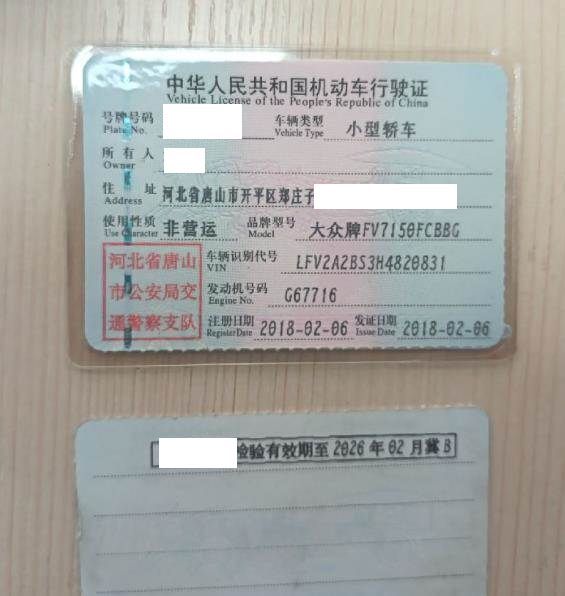 中华人民共和国机动车行驶证
Vehicle License of the People's Republic of China
号牌号码 车辆类型 小型轿车
Plate No. Vehicle Type
所有人
Owner
住址 河北省唐山市开平区郑庄子
Address
使用性质 非营运 品牌型号 大众牌FV7150FCBBG
Use Character Model
河北省唐山 车辆识别代号 LFV2A2BS3H4820831
VIN
市公安局交 发动机号码 G67716
Engine No.
通警察支队 注册日期 2018-02-06 发证日期 2018-02-06
Register Date Issue Date
检验有效期至2026年02月冀B